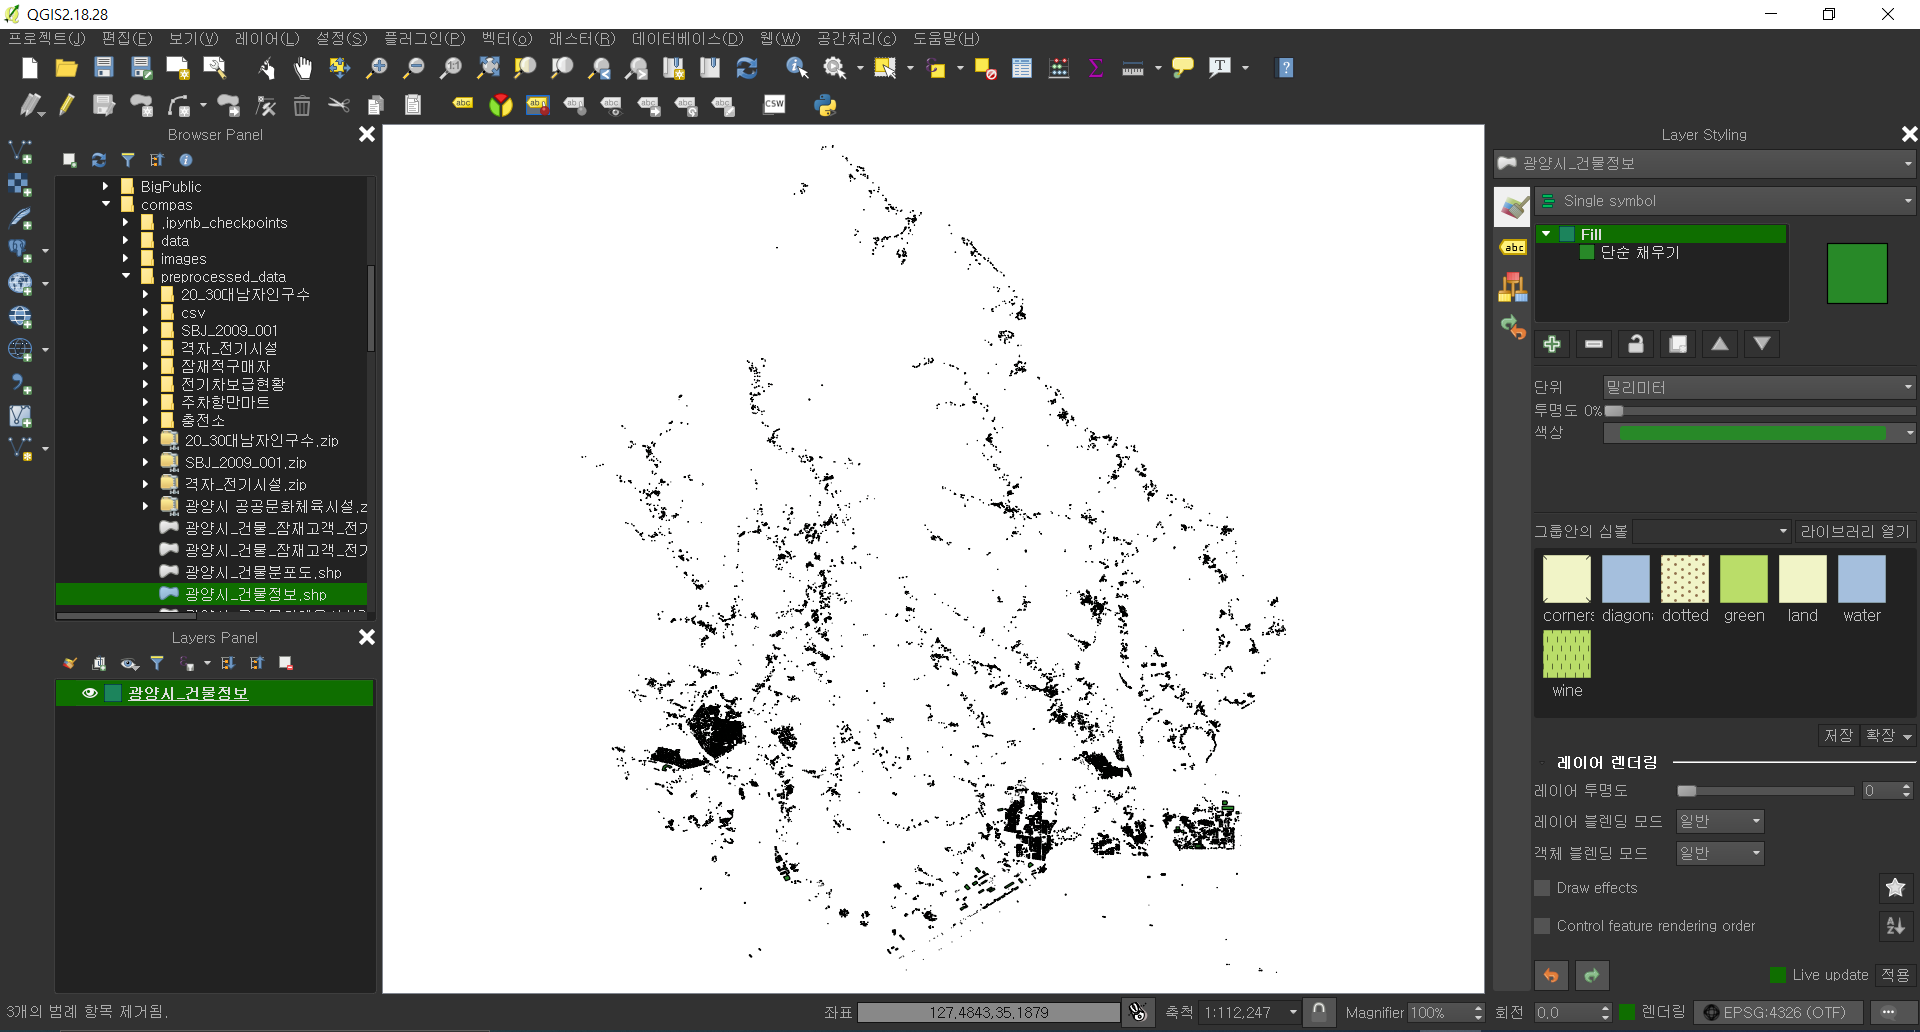 QGIS2.18.28
프로젝트(J) 편집(E) 보기(V) 레이어(L) 설정(S) 플러그인(P) 벡터(o) 래스터(R) 데이터베이스(D) 웹(W) 공간처리(c) 도움말(H)
Browser Panel
BigPublic
compas
.ipynb_checkpoints
data
images
preprocessed_data
20_30대남자인구수
csv
SBJ_2009_001
격자_전기시설
잠재적구매자
전기차보급현황
주차항만마트
충전소
20_30대남자인구수.zip
SBJ_2009_001.zip
격자_전기시설.zip
광양시 공공문화체육시설.z
광양시_건물_잠재고객_전기
광양시_건물_잠재고객_전기
광양시_건물분포도.shp
광양시_건물정보.shp
Layers Panel
광양시_건물정보
Layer Styling
광양시_건물정보
Single symbol
Fill
단순 채우기
단위 밀리미터
투명도 0%
색상
그룹안의 심볼 라이브러리 열기
corners diagon: dotted green land water
wine
저장 확장
레이어 렌더링
레이어 투명도 0
레이어 블렌딩 모드 일반
객체 블렌딩 모드 일반
Draw effects
Control feature rendering order
Live update 적용
3개의 범례 항목 제거됨.
좌표 127.4843,35.1879 축척 1:112,247 Magnifier 100% 회전 0.0 렌더링 EPSG:4326 (OTF)